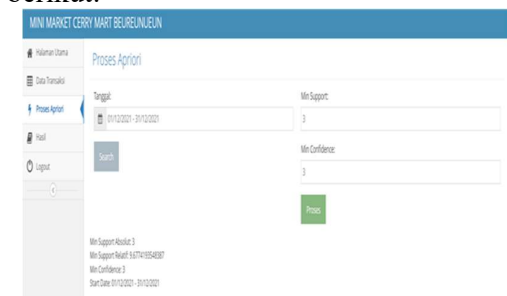 berikut.
MINI MARKET CERRY MART BEUREUNUEUN
Halaman Utama
Data Transaksi
Proses Apriori
Hasil
Logout
Proses Apriori
Tanggal:
01/12/2021 - 31/12/2021
Search
Min Support:
3
Min Confidence:
3
Proses
Min Support Absolut: 3
Min Support Relatif: 9.6774193548387
Min Confidence: 3
Start Date: 01/12/2021 - 31/12/2021